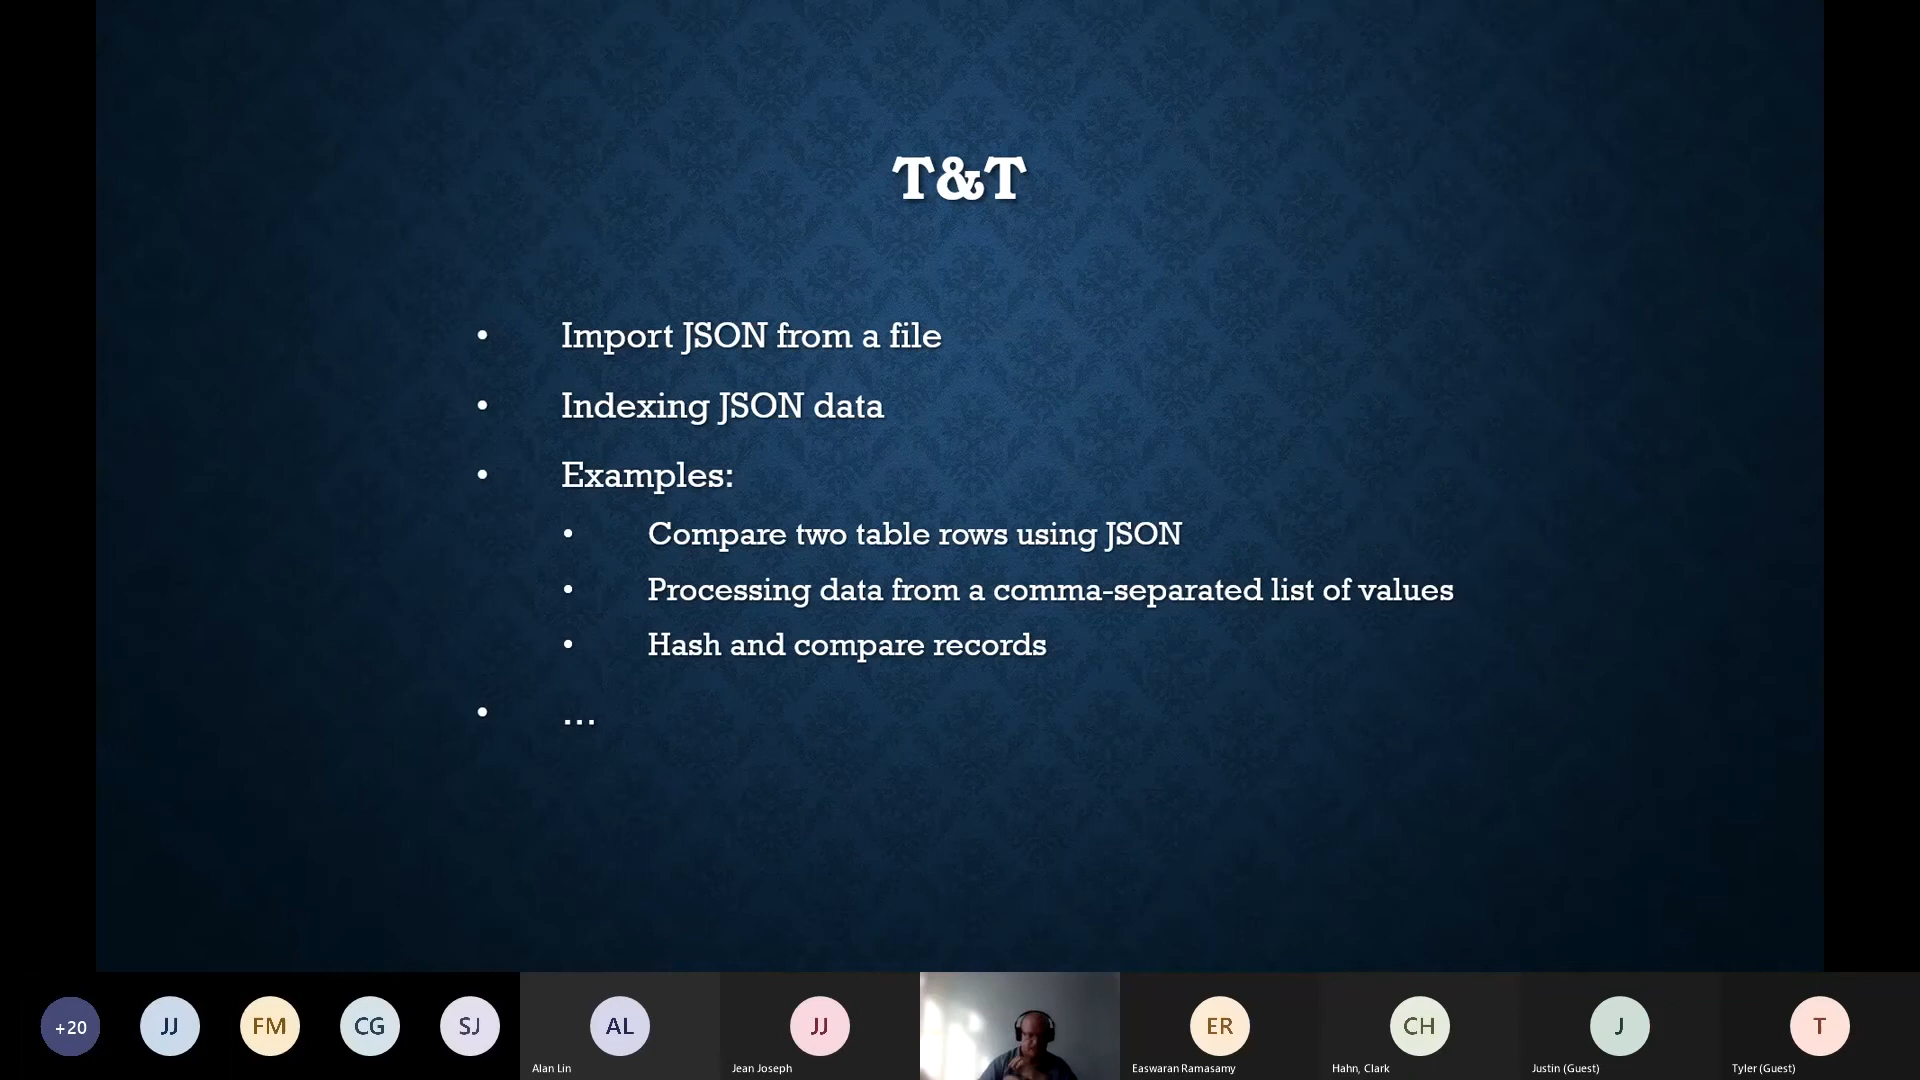 T&T
• Import JSON from a file
• Indexing JSON data
• Examples:
• Compare two table rows using JSON
• Processing data from a comma-separated list of values
• Hash and compare records
• ...
+20
JJ
FM
CG
SJ
AL
Alan Lin
JJ
Jean Joseph
ER
Easwaran Ramasamy
CH
Hahn, Clark
J
Justin (Guest)
T
Tyler (Guest)